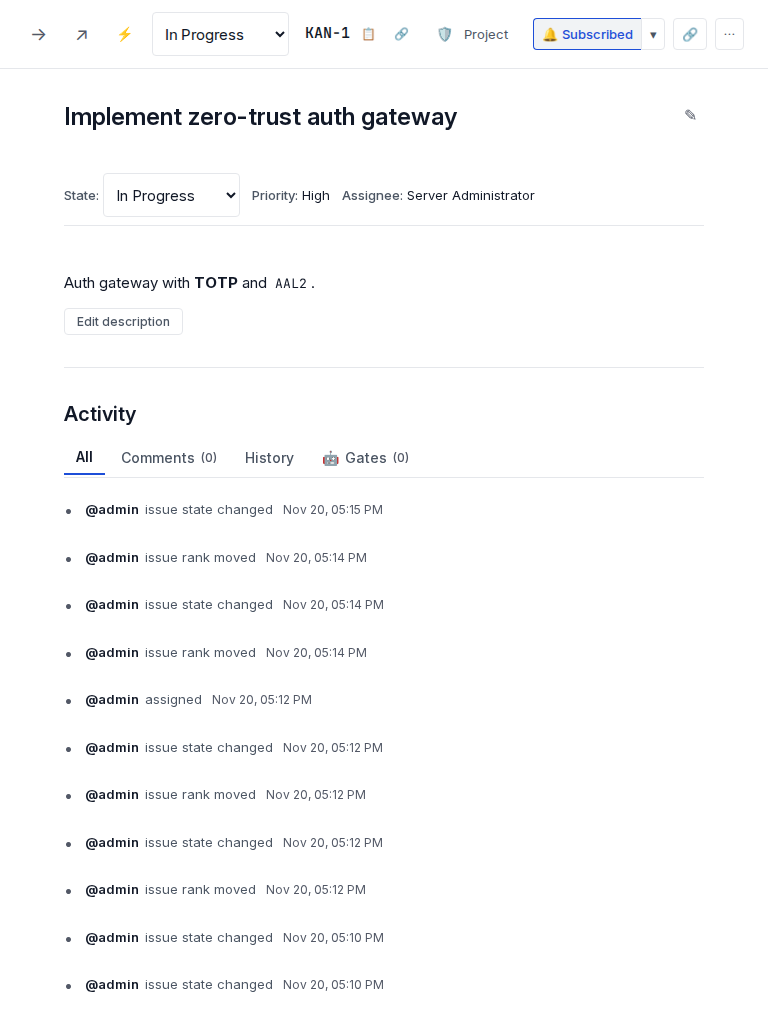 In Progress KAN-1 Project Subscribed
Implement zero-trust auth gateway
State: In Progress Priority: High Assignee: Server Administrator
Auth gateway with TOTP and AAL2.
Edit description
Activity
All Comments (0) History Gates (0)
@admin issue state changed Nov 20, 05:15 PM
@admin issue rank moved Nov 20, 05:14 PM
@admin issue state changed Nov 20, 05:14 PM
@admin issue rank moved Nov 20, 05:14 PM
@admin assigned Nov 20, 05:12 PM
@admin issue state changed Nov 20, 05:12 PM
@admin issue rank moved Nov 20, 05:12 PM
@admin issue state changed Nov 20, 05:12 PM
@admin issue rank moved Nov 20, 05:12 PM
@admin issue state changed Nov 20, 05:10 PM
@admin issue state changed Nov 20, 05:10 PM